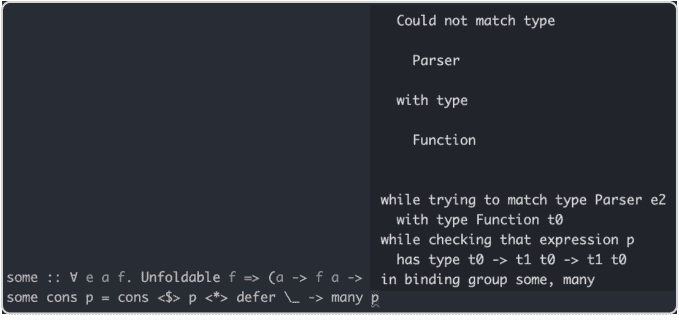 Could not match type
Parser
with type
Function
while trying to match type Parser e2
with type Function t0
while checking that expression p
has type t0 -> t1 t0 -> t1 t0
in binding group some, many
some :: ∀ e a f. Unfoldable f => (a -> f a ->
some cons p = cons <$> p <*> defer \_ -> many p